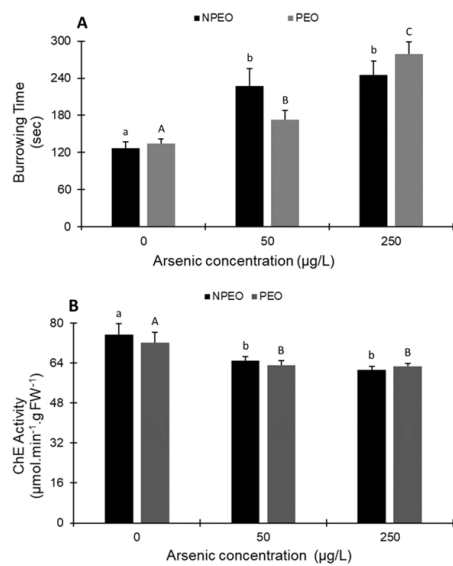 A
NPEO PEO
Burrowing Time
(sec)
300
240
180
120
60
0
a A b B b C
0 50 250
Arsenic concentration (µg/L)
B
NPEO PEO
ChE Activity
(µmol.min⁻¹.g FW⁻¹)
80
64
48
32
16
0
a A b B b B
0 50 250
Arsenic concentration (µg/L)